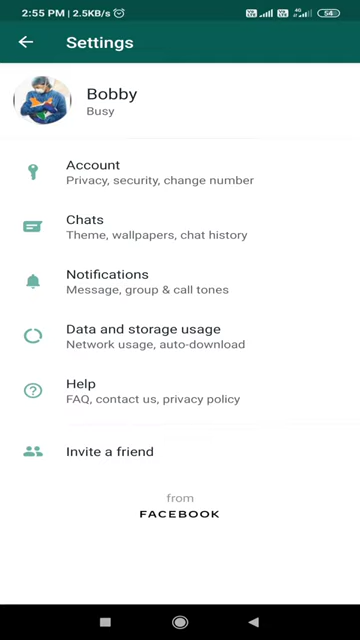 2:55 PM | 2.5KB/s
4G 54
Settings
Bobby
Busy
Account
Privacy, security, change number
Chats
Theme, wallpapers, chat history
Notifications
Message, group & call tones
Data and storage usage
Network usage, auto-download
Help
FAQ, contact us, privacy policy
Invite a friend
from
FACEBOOK